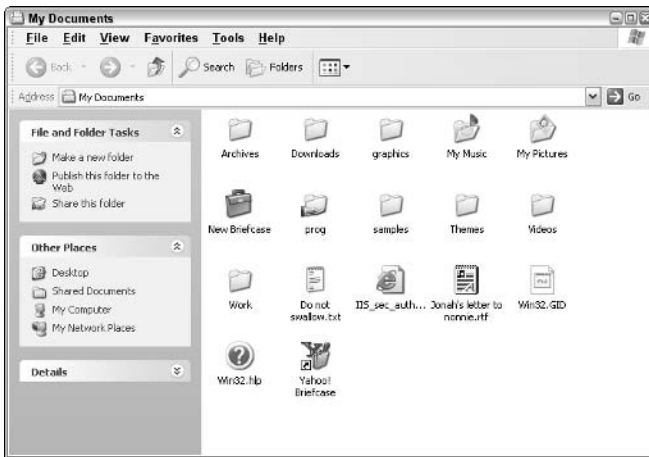 My Documents
File Edit View Favorites Tools Help
Back Search Folders
Address My Documents Go
File and Folder Tasks
Make a new folder
Publish this folder to the
Web
Share this folder
Other Places
Desktop
Shared Documents
My Computer
My Network Places
Details
Archives Downloads graphics My Music My Pictures
New Briefcase prog samples Themes Videos
Work Do not IIS_sec_auth... Jonah's letter to Win32.GID
swallow.txt nonnie.rtf
Win32.hlp Yahoo!
Briefcase